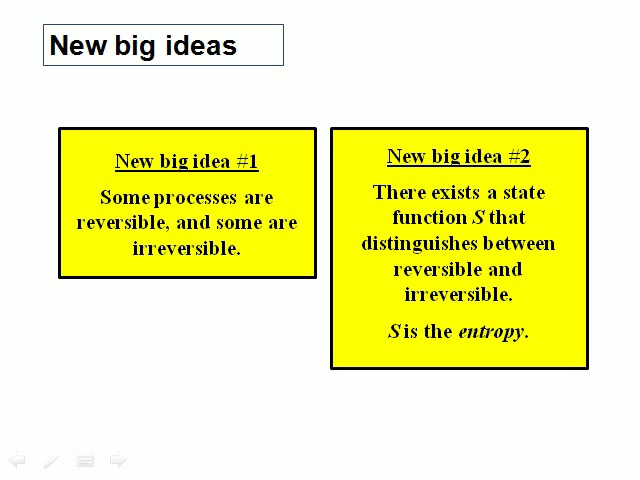 New big ideas
New big idea #1
Some processes are
reversible, and some are
irreversible.
New big idea #2
There exists a state
function S that
distinguishes between
reversible and
irreversible.
S is the entropy.